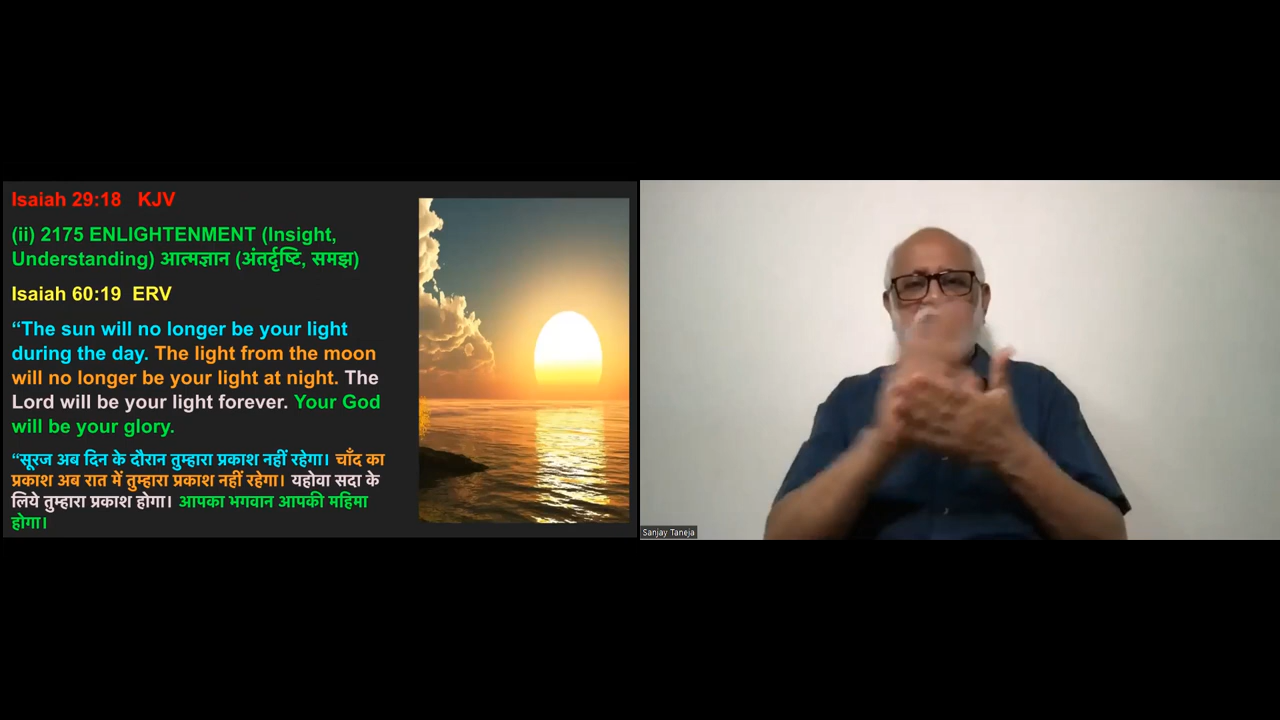 Isaiah 29:18 KJV
(ii) 2175 ENLIGHTENMENT (Insight,
Understanding) आत्मज्ञान (अंतर्दृष्टि, समझ)
Isaiah 60:19 ERV
“The sun will no longer be your light
during the day. The light from the moon
will no longer be your light at night. The
Lord will be your light forever. Your God
will be your glory.
“सूरज अब दिन के दौरान तुम्हारा प्रकाश नहीं रहेगा। चाँद का
प्रकाश अब रात में तुम्हारा प्रकाश नहीं रहेगा। यहोवा सदा के
लिये तुम्हारा प्रकाश होगा। आपका भगवान आपकी महिमा
होगा।
Sanjay Taneja